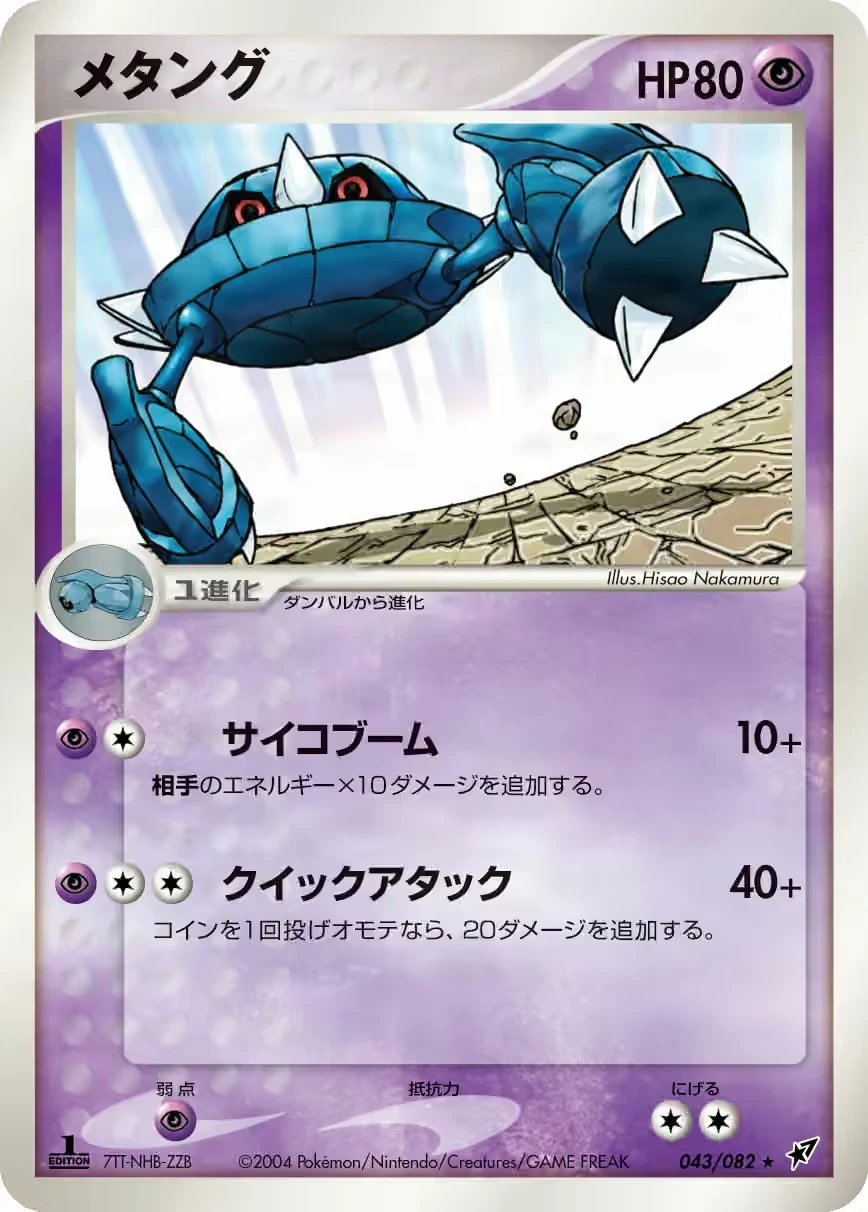 メタング HP80
Illus.Hisao Nakamura
1進化
ダンバルから進化
サイコブーム 10+
相手のエネルギー×10ダメージを追加する。
クイックアタック 40+
コインを1回投げオモテなら、20ダメージを追加する。
弱点 抵抗力 にげる
1 EDITION 7TT-NHB-ZZB ©2004 Pokémon/Nintendo/Creatures/GAME FREAK 043/082 ★